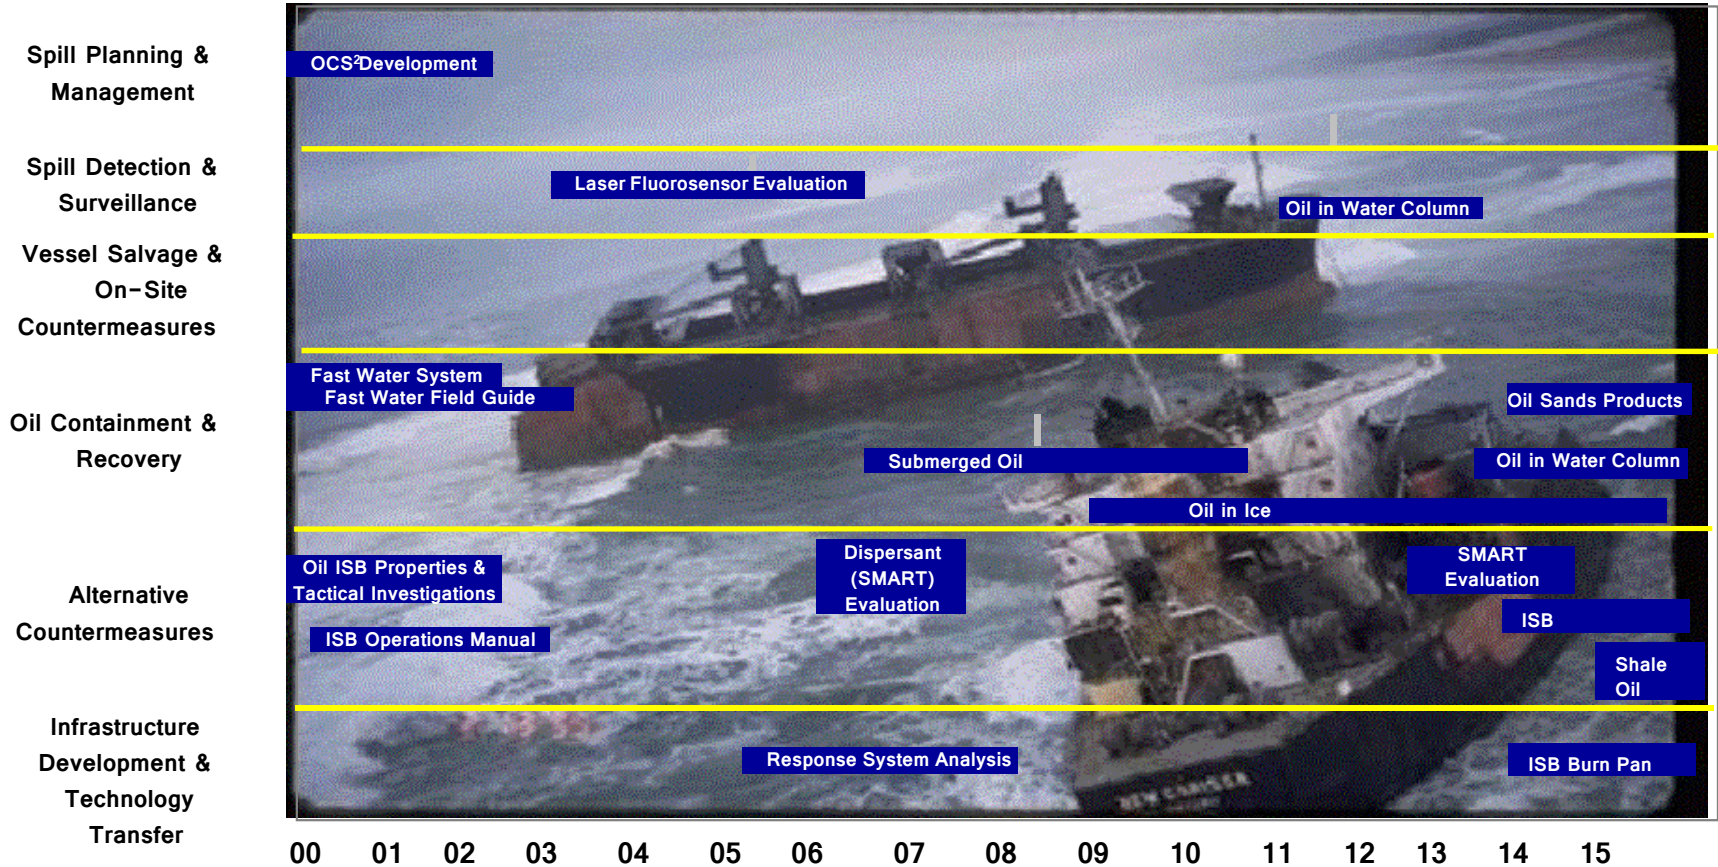 Spill Planning &
Management
OCS²Development
Spill Detection &
Surveillance
Laser Fluorosensor Evaluation
Oil in Water Column
Vessel Salvage &
On-Site
Countermeasures
Fast Water System
Fast Water Field Guide
Oil Sands Products
Oil Containment &
Recovery
Submerged Oil
Oil in Water Column
Oil in Ice
Oil ISB Properties &
Tactical Investigations
Dispersant
(SMART)
Evaluation
SMART
Evaluation
Alternative
Countermeasures
ISB
ISB Operations Manual
Shale
Oil
Infrastructure
Development &
Technology
Transfer
Response System Analysis
ISB Burn Pan
NEW CARISSA
00 01 02 03 04 05 06 07 08 09 10 11 12 13 14 15